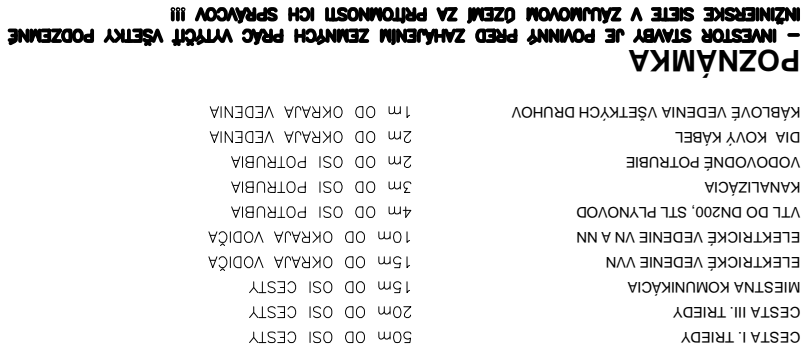 CESTA I. TRIEDY 50m OD OSI CESTY
CESTA III. TRIEDY 20m OD OSI CESTY
MIESTNA KOMUNIKÁCIA 15m OD OSI CESTY
ELEKTRICKÉ VEDENIE VVN 15m OD OKRAJA VODIČA
ELEKTRICKÉ VEDENIE VN A NN 10m OD OKRAJA VODIČA
VTL DO DN200, STL PLYNOVOD 4m OD OSI POTRUBIA
KANALIZÁCIA 3m OD OSI POTRUBIA
VODOVODNÉ POTRUBIE 2m OD OSI POTRUBIA
DIA KOVÝ KÁBEL 2m OD OKRAJA VEDENIA
KÁBLOVÉ VEDENIA VŠETKÝCH DRUHOV 1m OD OKRAJA VEDENIA
POZNÁMKA
– INVESTOR STAVBY JE POVINNÝ PRED ZAHÁJENÍM ZEMNÝCH PRÁC VYTÝČIŤ VŠETKY PODZEMNÉ
INŽINIERSKE SIETE V ZÁUJMOVOM ÚZEMÍ ZA PRÍTOMNOSTI ICH SPRÁVCOV !!!